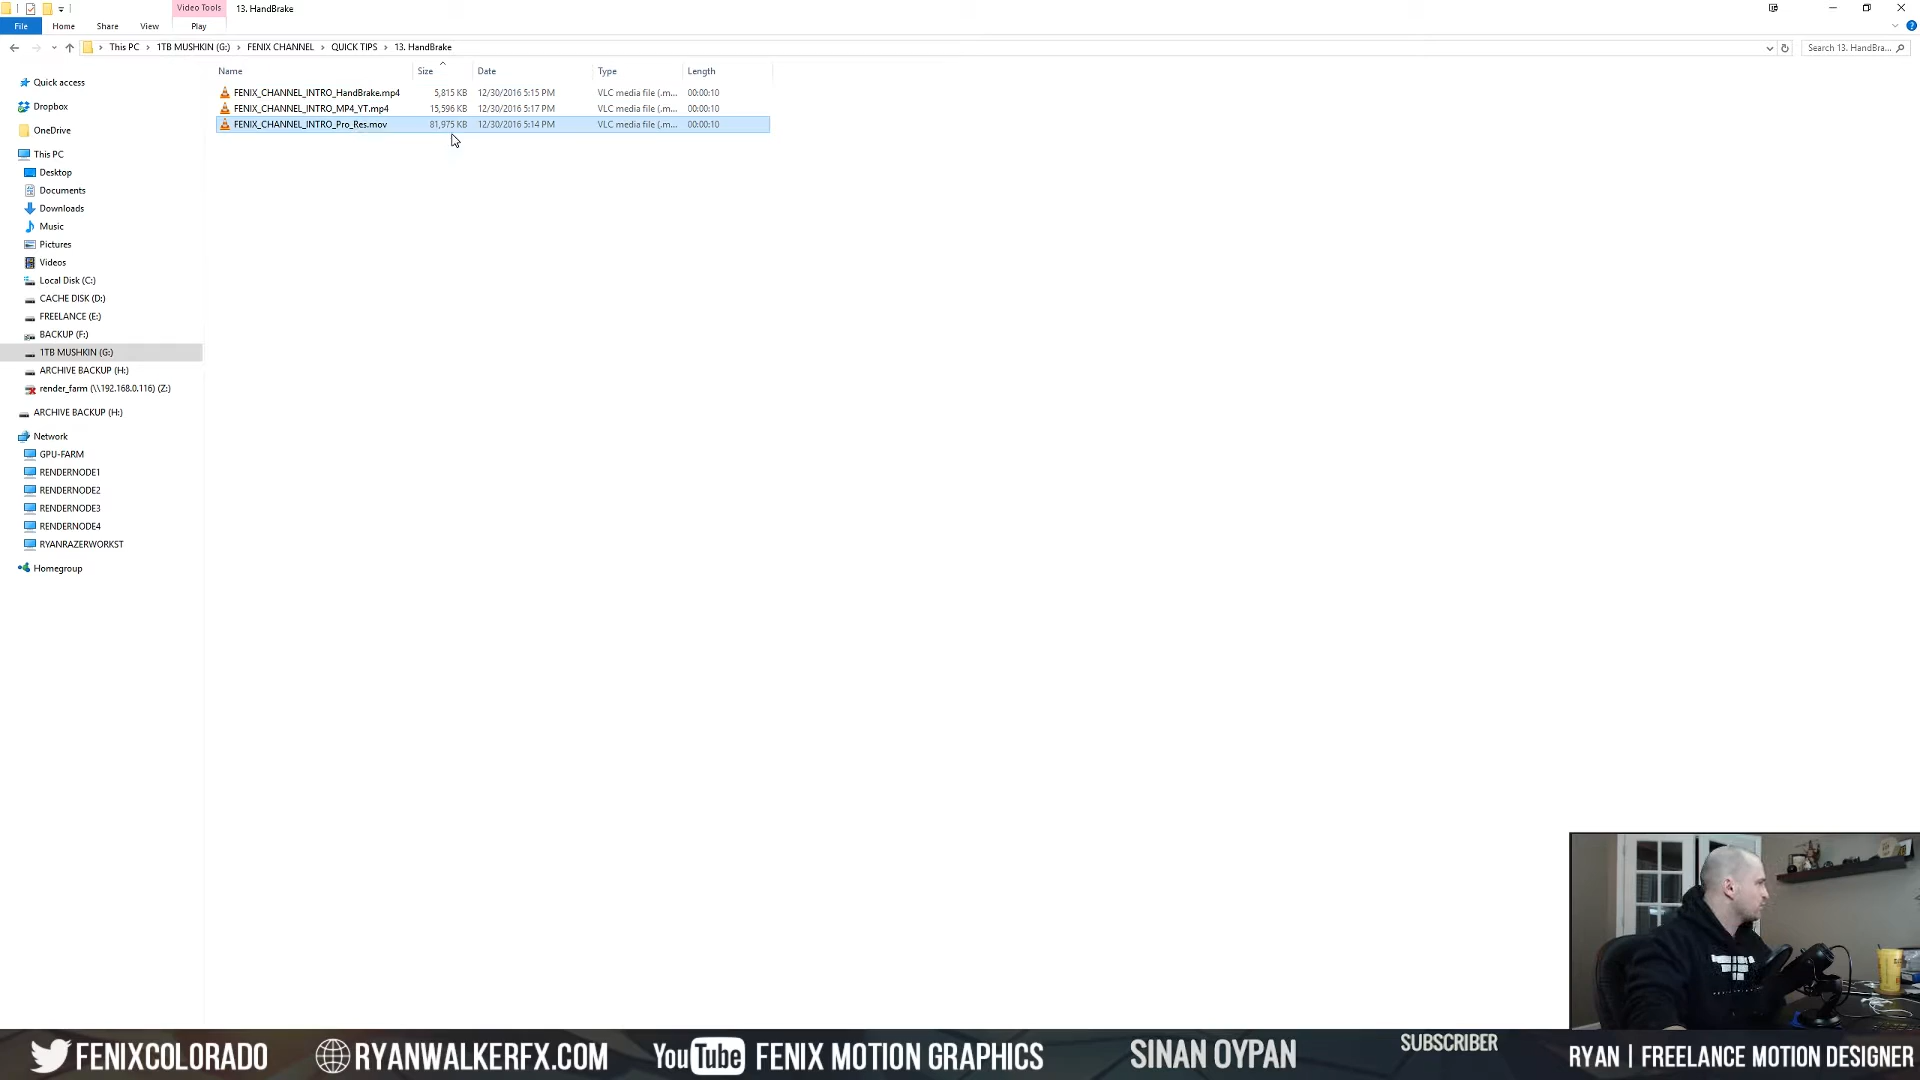 Video Tools
13. HandBrake
File
Home
Share
View
Play
This PC
1TB MUSHKIN (G:)
FENIX CHANNEL
QUICK TIPS
13. HandBrake
Search 13. HandBra...
Name
Size
Date
Type
Length
FENIX_CHANNEL_INTRO_HandBrake.mp4
5,815 KB
12/30/2016 5:15 PM
VLC media file (.m...
00:00:10
FENIX_CHANNEL_INTRO_MP4_YT.mp4
15,596 KB
12/30/2016 5:17 PM
VLC media file (.m...
00:00:10
FENIX_CHANNEL_INTRO_Pro_Res.mov
81,975 KB
12/30/2016 5:14 PM
VLC media file (.m...
00:00:10
Quick access
Dropbox
OneDrive
This PC
Desktop
Documents
Downloads
Music
Pictures
Videos
Local Disk (C:)
CACHE DISK (D:)
FREELANCE (E:)
BACKUP (F:)
1TB MUSHKIN (G:)
ARCHIVE BACKUP (H:)
render_farm (\\192.168.0.116) (Z:)
ARCHIVE BACKUP (H:)
Network
GPU-FARM
RENDERNODE1
RENDERNODE2
RENDERNODE3
RENDERNODE4
RYANRAZERWORKST
Homegroup
FENIXCOLORADO
RYANWALKERFX.COM
YouTube FENIX MOTION GRAPHICS
SINAN OYPAN
SUBSCRIBER
RYAN | FREELANCE MOTION DESIGNER